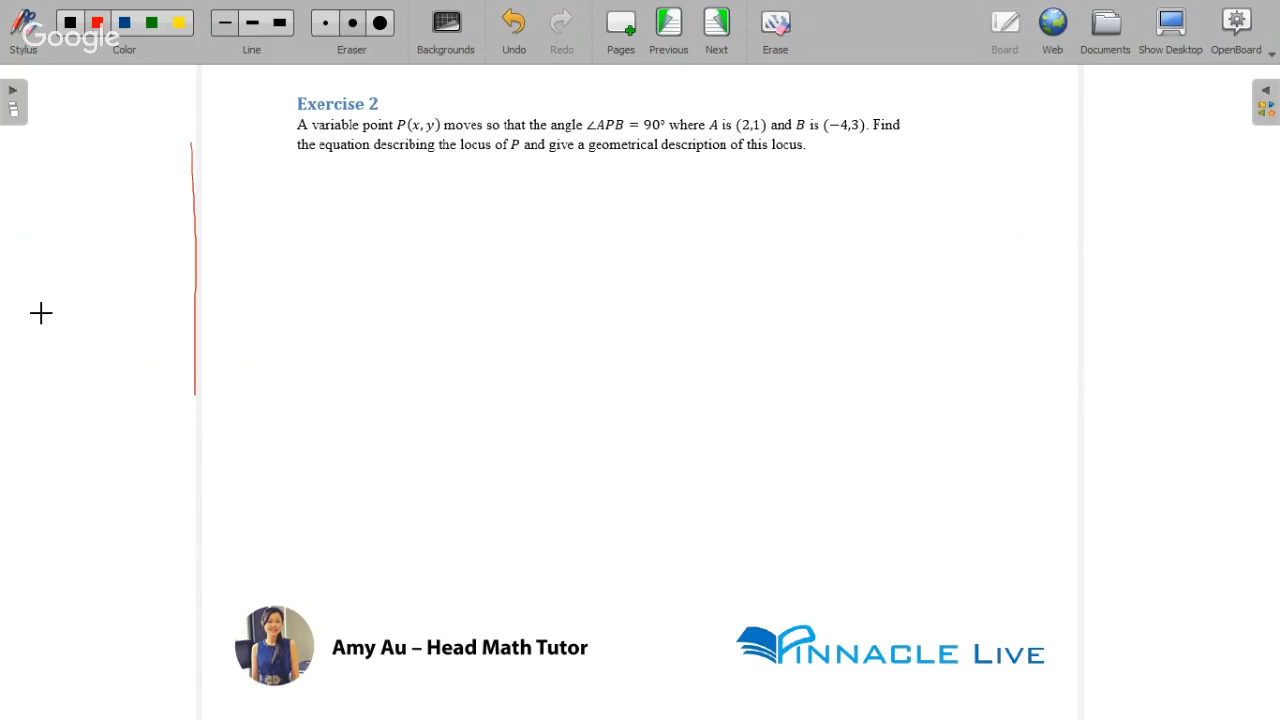 Stylus
Google
Color
Line
Eraser
Backgrounds
Undo
Redo
Pages
Previous
Next
Erase
Board
Web
Documents
Show Desktop
OpenBoard
Exercise 2
A variable point P(x, y) moves so that the angle ∠APB = 90° where A is (2,1) and B is (−4,3). Find
the equation describing the locus of P and give a geometrical description of this locus.
Amy Au – Head Math Tutor
PINNACLE LIVE